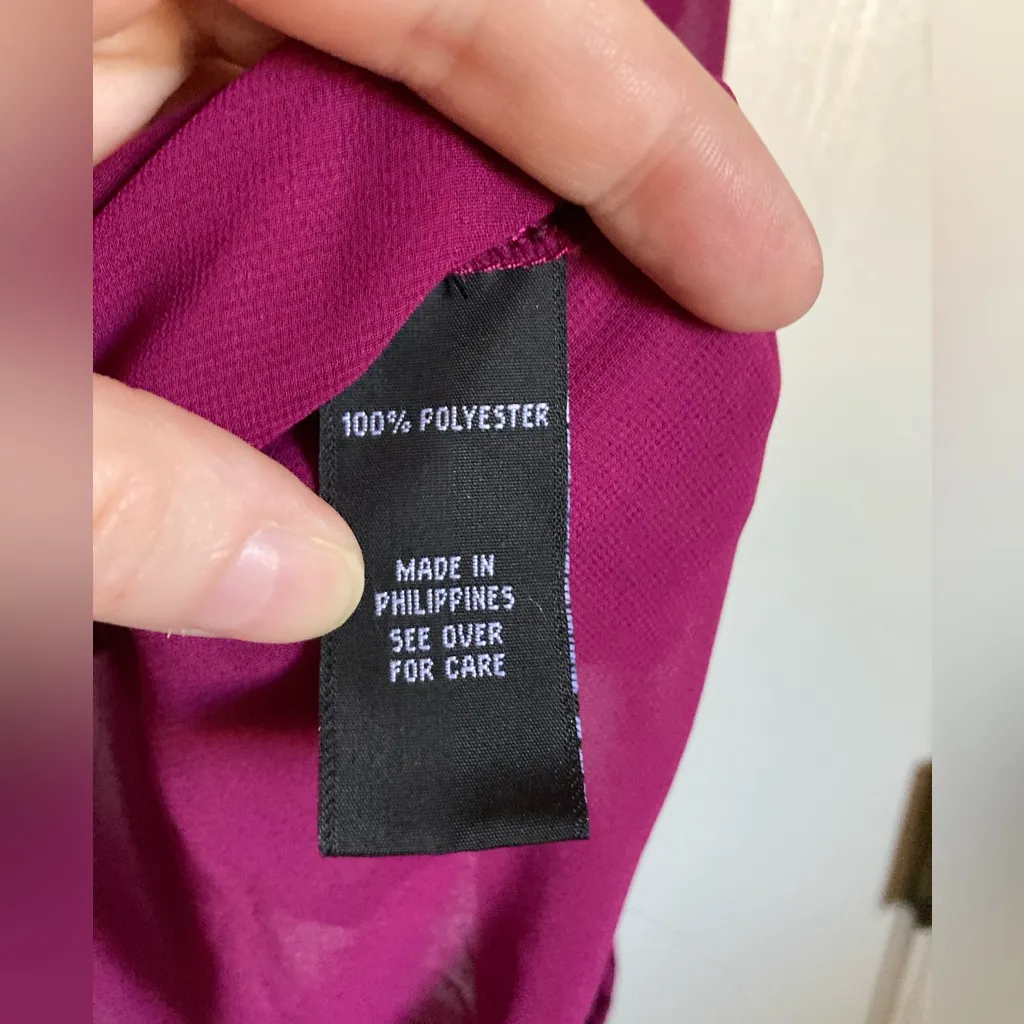 100% POLYESTER
MADE IN
PHILIPPINES
SEE OVER
FOR CARE